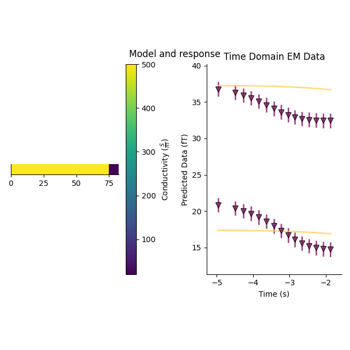 Model and response
Time Domain EM Data
500
400
300
200
100
Conductivity (S/m)
0 25 50 75
40
35
30
25
20
15
Predicted Data (fT)
−5 −4 −3 −2
Time (s)